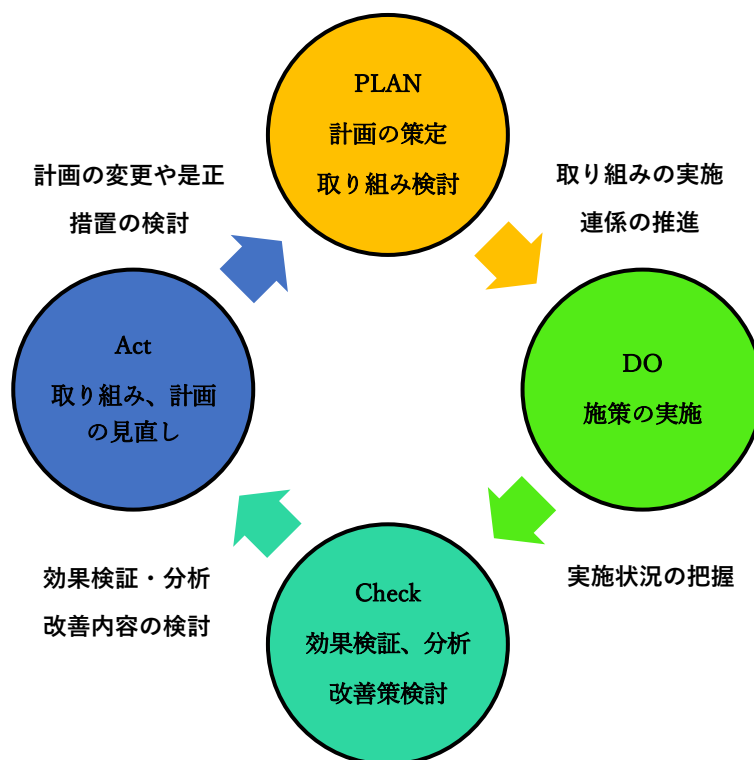 PLAN
計画の策定
取り組み検討
取り組みの実施
連係の推進
DO
施策の実施
実施状況の把握
Check
効果検証、分析
改善策検討
効果検証・分析
改善内容の検討
Act
取り組み、計画
の見直し
計画の変更や是正
措置の検討